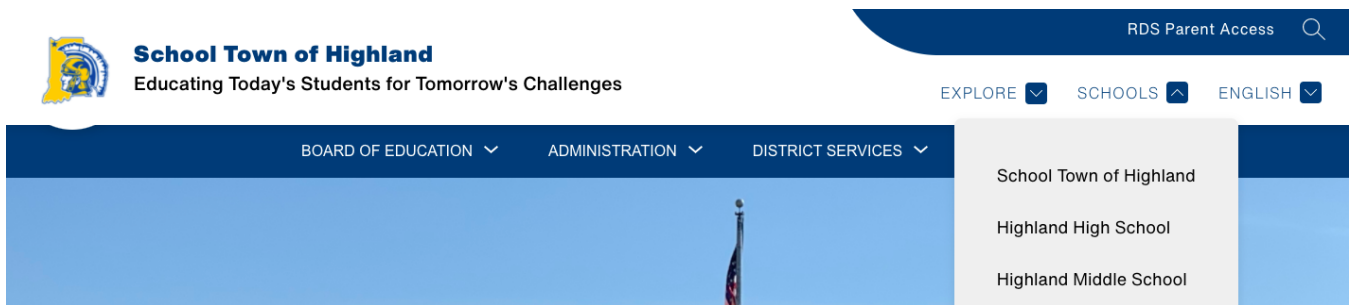 RDS Parent Access
School Town of Highland
Educating Today's Students for Tomorrow's Challenges
EXPLORE SCHOOLS ENGLISH
BOARD OF EDUCATION ADMINISTRATION DISTRICT SERVICES
School Town of Highland
Highland High School
Highland Middle School